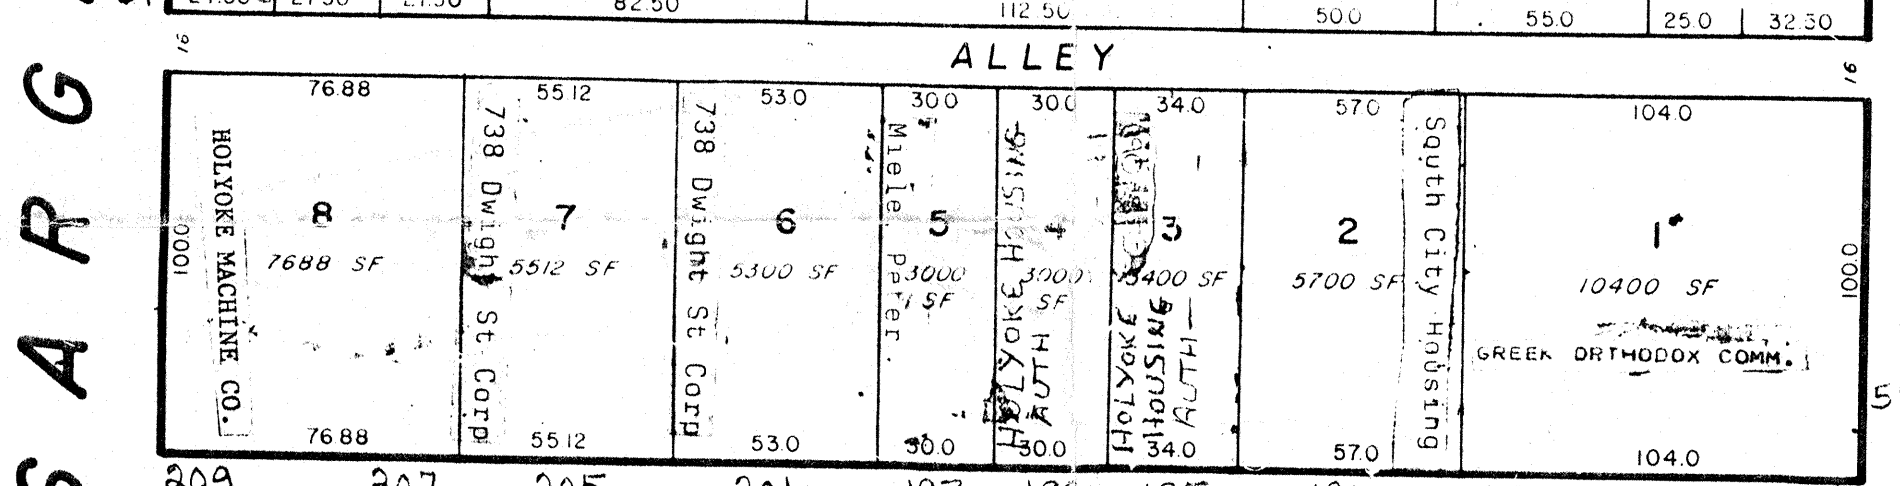 82.50
112.50
50.0
55.0
25.0
32.50
16
ALLEY
16
76.88
55.12
53.0
30.0
30.0
34.0
57.0
104.0
100.0
HOLYOKE MACHINE CO.
8
7688 SF
738 Dwight St Corp
7
5512 SF
738 Dwight St Corp
6
5300 SF
Miele
5
3000
SF
HOLYOKE HOUSING
AUTH
4
3000
SF
3
3400 SF
HOLYOKE
HOUSING
AUTH
2
5700 SF
South City Housing
1
10400 SF
GREEK ORTHODOX COMM.
100.0
5
76.88
55.12
53.0
30.0
30.0
34.0
57.0
104.0
209
207
205
201
SARG